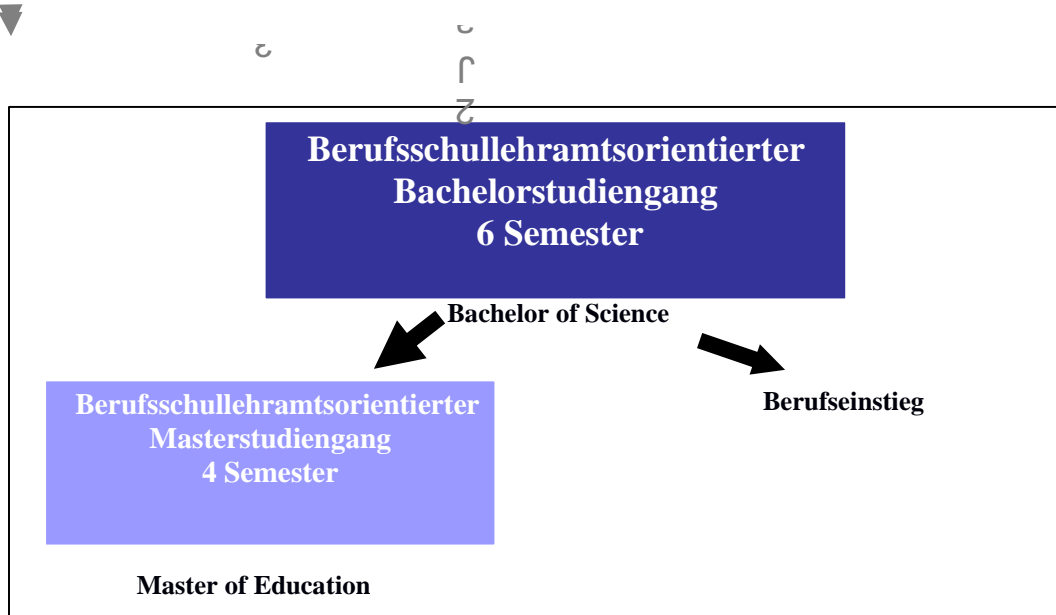 Berufsschullehramtsorientierter
Bachelorstudiengang
6 Semester
Bachelor of Science
Berufsschullehramtsorientierter
Masterstudiengang
4 Semester
Berufseinstieg
Master of Education